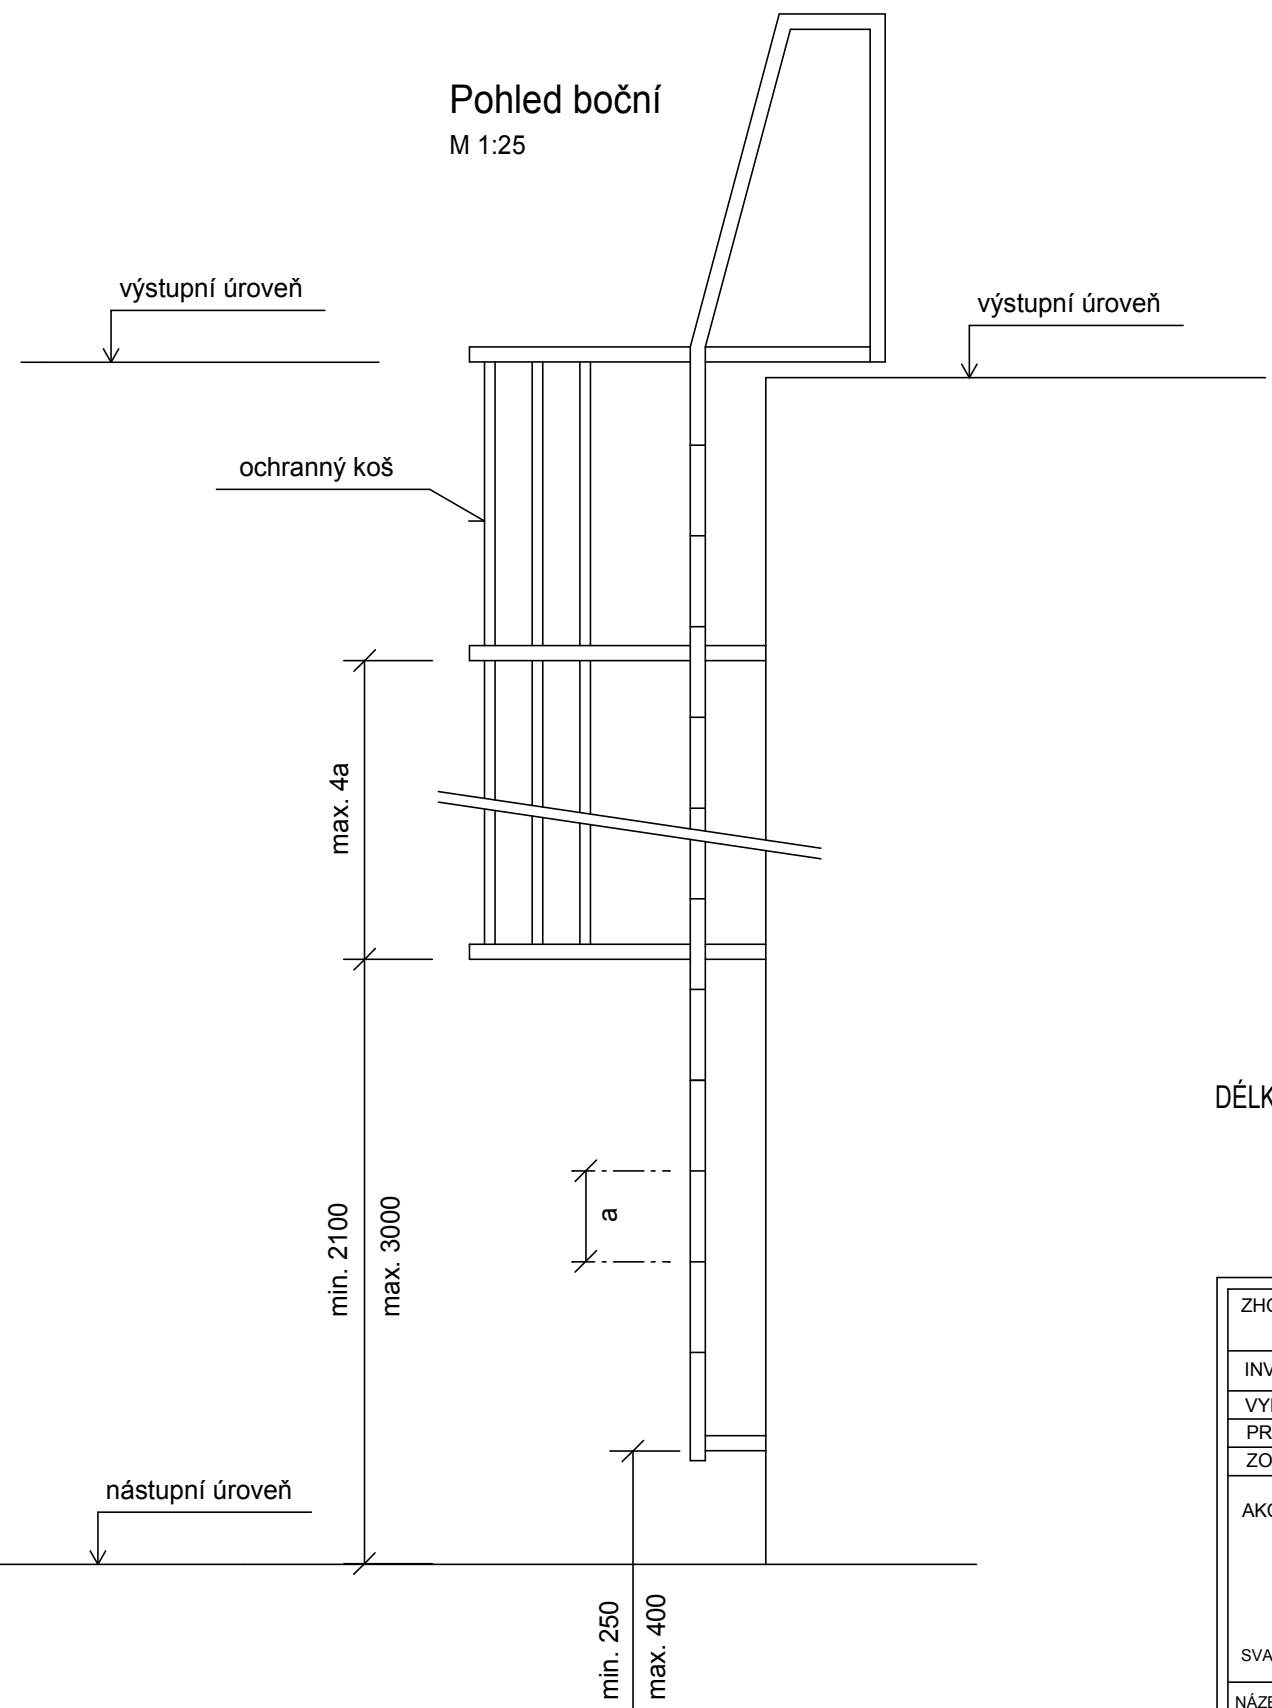 Pohled boční
M 1:25
výstupní úroveň
výstupní úroveň
ochranný koš
max. 4a
DÉLK
min. 2100
max. 3000
a
ZHO
INV
PR
ZO
nástupní úroveň
AKC
min. 250
max. 400
SVA
NÁZE